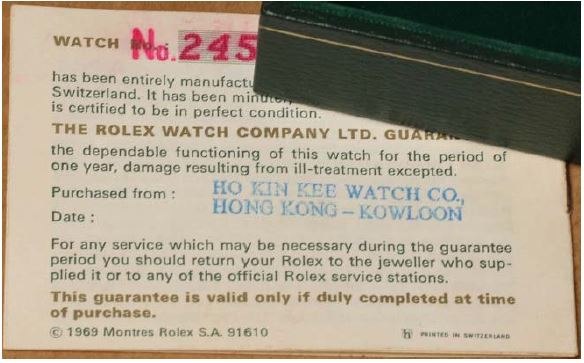 WATCH No. 245
has been entirely manufactu
Switzerland. It has been minute
is certified to be in perfect condition.
THE ROLEX WATCH COMPANY LTD. GUARA
the dependable functioning of this watch for the period of
one year, damage resulting from ill-treatment excepted.
Purchased from : HO KIN KEE WATCH CO.,
HONG KONG – KOWLOON
Date :
For any service which may be necessary during the guarantee
period you should return your Rolex to the jeweller who sup-
plied it or to any of the official Rolex service stations.
This guarantee is valid only if duly completed at time
of purchase.
© 1969 Montres Rolex S.A. 91610 PRINTED IN SWITZERLAND